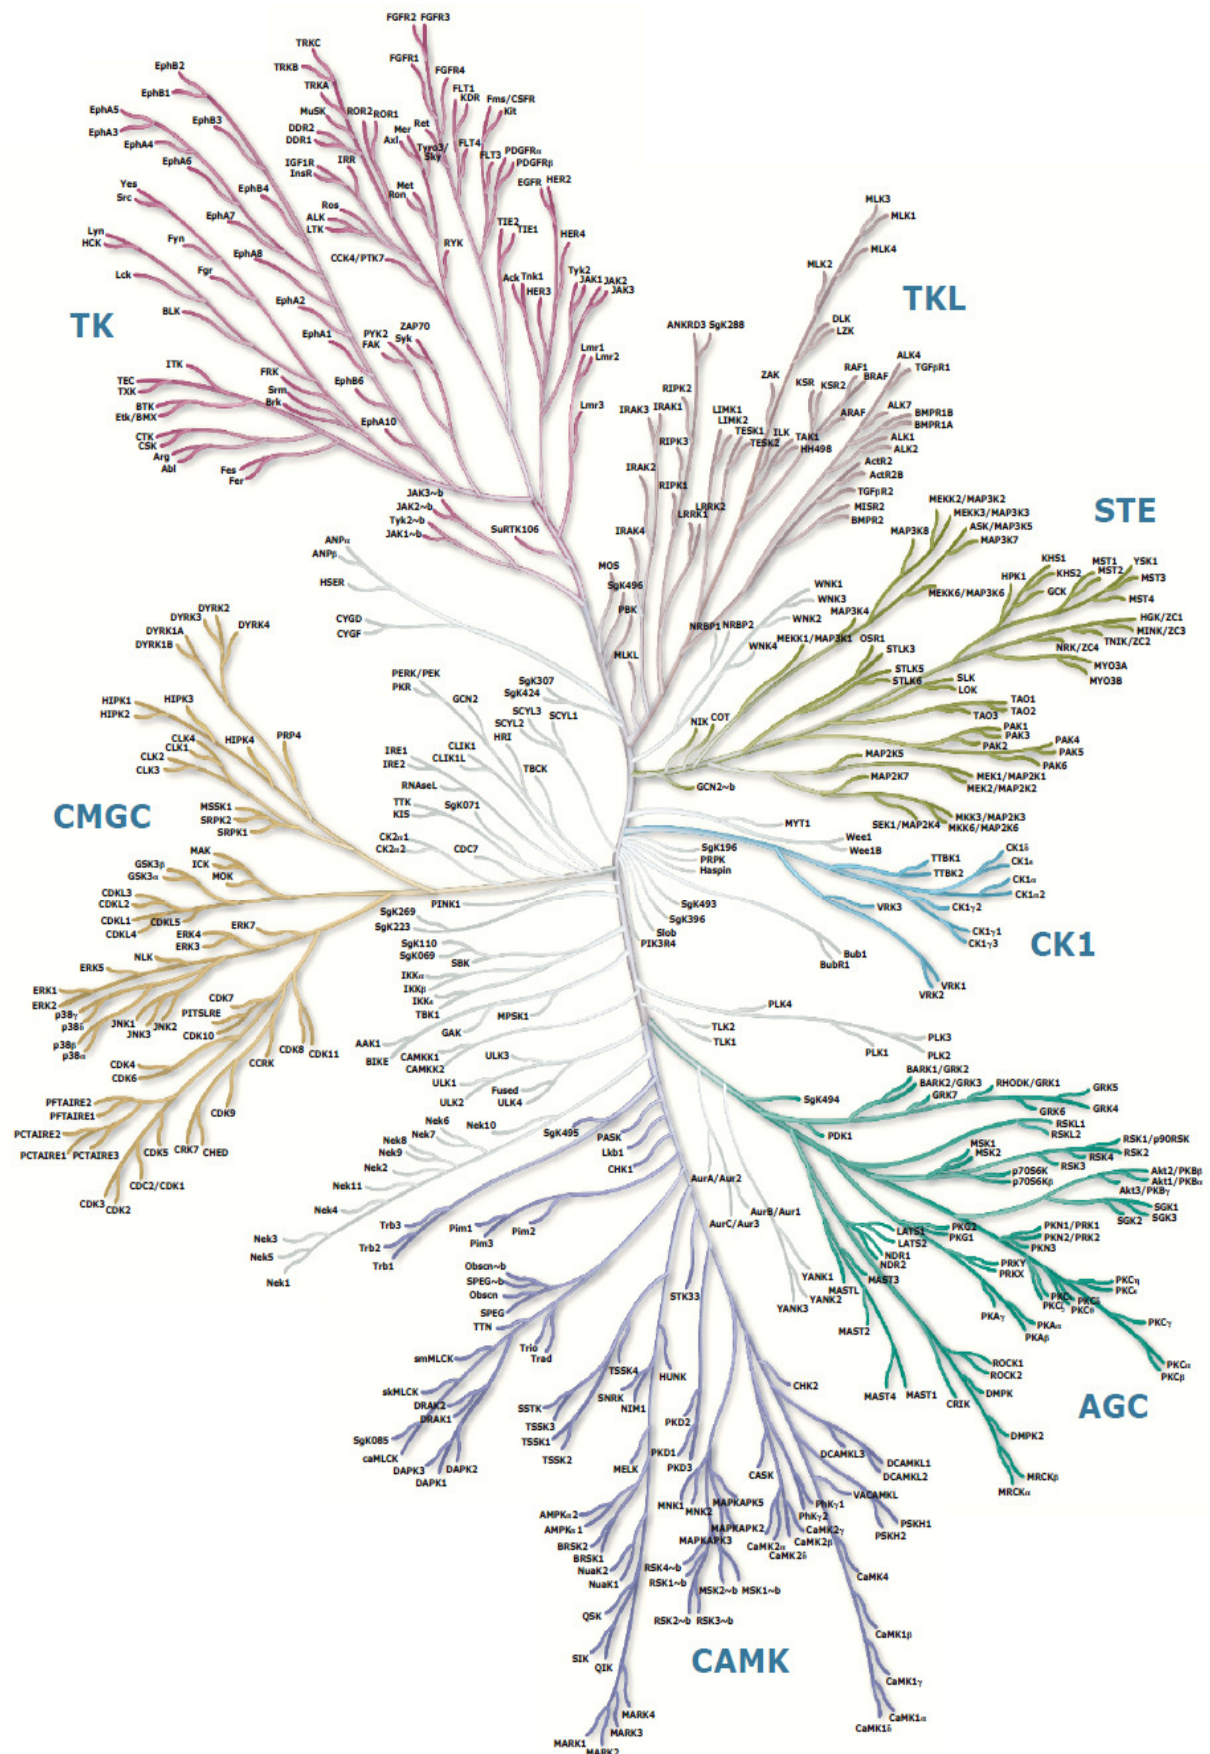 FGFR2 FGFR3
TRKC
TRKB
FGFR1
FGFR4
TRKA
EphB2
EphB1
FLT1
KDR
Fms/CSFR
Kit
EphA5
EphA3
EphB3
MuSK
ROR2
ROR1
Mer
Axl
Ret
Tyro3/
Sky
EphA4
DDR2
DDR1
FLT4
FLT3
PDGFRα
PDGFRβ
EphA6
IGF1R
InsR
IRR
Met
Ron
EGFR
HER2
Yes
Src
EphB4
Ros
ALK
LTK
TIE2
TIE1
HER4
MLK3
MLK1
Lyn
HCK
Fyn
EphA7
RYK
MLK4
Lck
Fgr
EphA8
CCK4/PTK7
Ack
Tnk1
HER3
Tyk2
JAK1
JAK2
JAK3
MLK2
TK
BLK
EphA2
TKL
ZAP70
Syk
PYK2
FAK
EphA1
ANKRD3
SgK288
DLK
LZK
ITK
FRK
Srm
Brk
EphB6
Lmr1
Lmr2
ZAK
KSR
KSR2
RAF1
BRAF
ALK4
TGFβR1
TEC
TXK
BTK
Etk/BMX
EphA10
Lmr3
IRAK3
IRAK1
RIPK2
LIMK1
LIMK2
TESK1
TESK2
ILK
TAK1
HH498
ARAF
ALK7
BMPR1B
BMPR1A
CTK
CSK
Arg
Abl
Fes
Fer
RIPK3
ALK1
ALK2
IRAK2
RIPK1
ActR2
ActR2B
JAK3~b
JAK2~b
Tyk2~b
JAK1~b
SuRTK106
IRAK4
LRRK1
LRRK2
TGFβR2
MISR2
BMPR2
MEKK2/MAP3K2
MEKK3/MAP3K3
ASK/MAP3K5
MAP3K7
MAP3K8
STE
ANPα
ANPβ
HSER
MOS
SgK496
PBK
WNK1
WNK3
WNK2
WNK4
NRBP1
NRBP2
MAP3K4
MEKK6/MAP3K6
HPK1
KHS1
KHS2
GCK
MST1
MST2
YSK1
MST3
MST4
CYGD
CYGF
MLKL
MEKK1/MAP3K1
OSR1
STLK3
STLK5
STLK6
HGK/ZC1
MINK/ZC3
TNIK/ZC2
NRK/ZC4
MYO3A
MYO3B
DYRK2
DYRK3
DYRK1A
DYRK1B
DYRK4
PERK/PEK
PKR
GCN2
SgK307
SgK424
SLK
LOK
HIPK1
HIPK2
HIPK3
SCYL3
SCYL2
SCYL1
HRI
NIK
COT
TAO1
TAO2
TAO3
PAK1
PAK3
PAK2
PAK4
PAK5
PAK6
CLK4
CLK1
CLK2
CLK3
HIPK4
PRP4
IRE1
IRE2
CLIK1
CLIK1L
TBCK
RNAseL
MAP2K5
MAP2K7
GCN2~b
MEK1/MAP2K1
MEK2/MAP2K2
CMGC
MSSK1
SRPK2
SRPK1
TTK
KIS
SgK071
CK2α1
CK2α2
CDC7
MYT1
Wee1
Wee1B
SEK1/MAP2K4
MKK3/MAP2K3
MKK6/MAP2K6
MAK
ICK
MOK
GSK3β
GSK3α
SgK196
PRPK
Haspin
TTBK1
TTBK2
CK1δ
CK1ε
CK1α
CK1α2
CDKL3
CDKL2
CDKL1
CDKL5
CDKL4
PINK1
SgK269
SgK223
SgK493
SgK396
Slob
PIK3R4
VRK3
CK1γ2
CK1γ1
CK1γ3
CK1
ERK7
ERK4
ERK3
NLK
ERK5
SgK110
SgK069
SBK
Bub1
BubR1
VRK1
VRK2
ERK1
ERK2
p38γ
p38δ
p38β
p38α
JNK1
JNK3
JNK2
CDK7
PITSLRE
CDK10
IKKα
IKKβ
IKKε
TBK1
MPSK1
GAK
PLK4
CDK8
CDK11
CCRK
CDK4
CDK6
AAK1
BIKE
CAMKK1
CAMKK2
ULK3
TLK2
TLK1
PLK3
PLK1
PLK2
PFTAIRE2
PFTAIRE1
PCTAIRE2
PCTAIRE1
PCTAIRE3
CDK9
ULK1
ULK2
Fused
ULK4
BARK1/GRK2
BARK2/GRK3
GRK7
RHODK/GRK1
GRK5
GRK6
GRK4
SgK494
CDK5
CRK7
CHED
CDC2/CDK1
CDK3
CDK2
Nek6
Nek7
Nek8
Nek9
Nek10
Nek2
SgK495
PASK
Lkb1
CHK1
PDK1
RSKL1
RSKL2
MSK1
MSK2
RSK1/p90RSK
RSK2
RSK4
RSK3
p70S6K
p70S6Kβ
Nek11
Nek4
AurA/Aur2
AurB/Aur1
AurC/Aur3
Akt2/PKBβ
Akt1/PKBα
Akt3/PKBγ
SGK1
SGK3
SGK2
Nek3
Nek5
Nek1
Trb3
Trb2
Trb1
Pim1
Pim2
Pim3
LATS1
LATS2
NDR1
NDR2
PKG2
PKG1
PKN1/PRK1
PKN2/PRK2
PKN3
PRKY
PRKX
Obscn~b
SPEG~b
Obscn
SPEG
TTN
STK33
YANK1
YANK2
YANK3
MASTL
MAST3
MAST2
PKCη
PKCε
PKCδ
PKCθ
PKCγ
PKAγ
PKAα
PKAβ
smMLCK
Trio
Trad
TSSK4
HUNK
ROCK1
ROCK2
PKCα
PKCβ
skMLCK
DRAK2
DRAK1
SSTK
SNRK
NIM1
CHK2
MAST4
MAST1
CRIK
DMPK
AGC
TSSK3
TSSK1
TSSK2
PKD2
PKD1
PKD3
DMPK2
SgK085
caMLCK
DAPK3
DAPK1
DAPK2
MELK
CASK
DCAMKL3
DCAMKL1
DCAMKL2
MRCKβ
MRCKα
AMPKα2
AMPKα1
MNK1
MNK2
MAPKAPK5
MAPKAPK2
MAPKAPK3
PhKγ1
PhKγ2
VACAMKL
PSKH1
PSKH2
BRSK2
BRSK1
CaMK2γ
CaMK2β
CaMK2α
CaMK2δ
NuaK2
NuaK1
RSK4~b
RSK1~b
MSK2~b
MSK1~b
CaMK4
QSK
RSK2~b
RSK3~b
CaMK1β
SIK
QIK
CAMK
CaMK1γ
MARK4
MARK3
MARK1
MARK2
CaMK1α
CaMK1δ